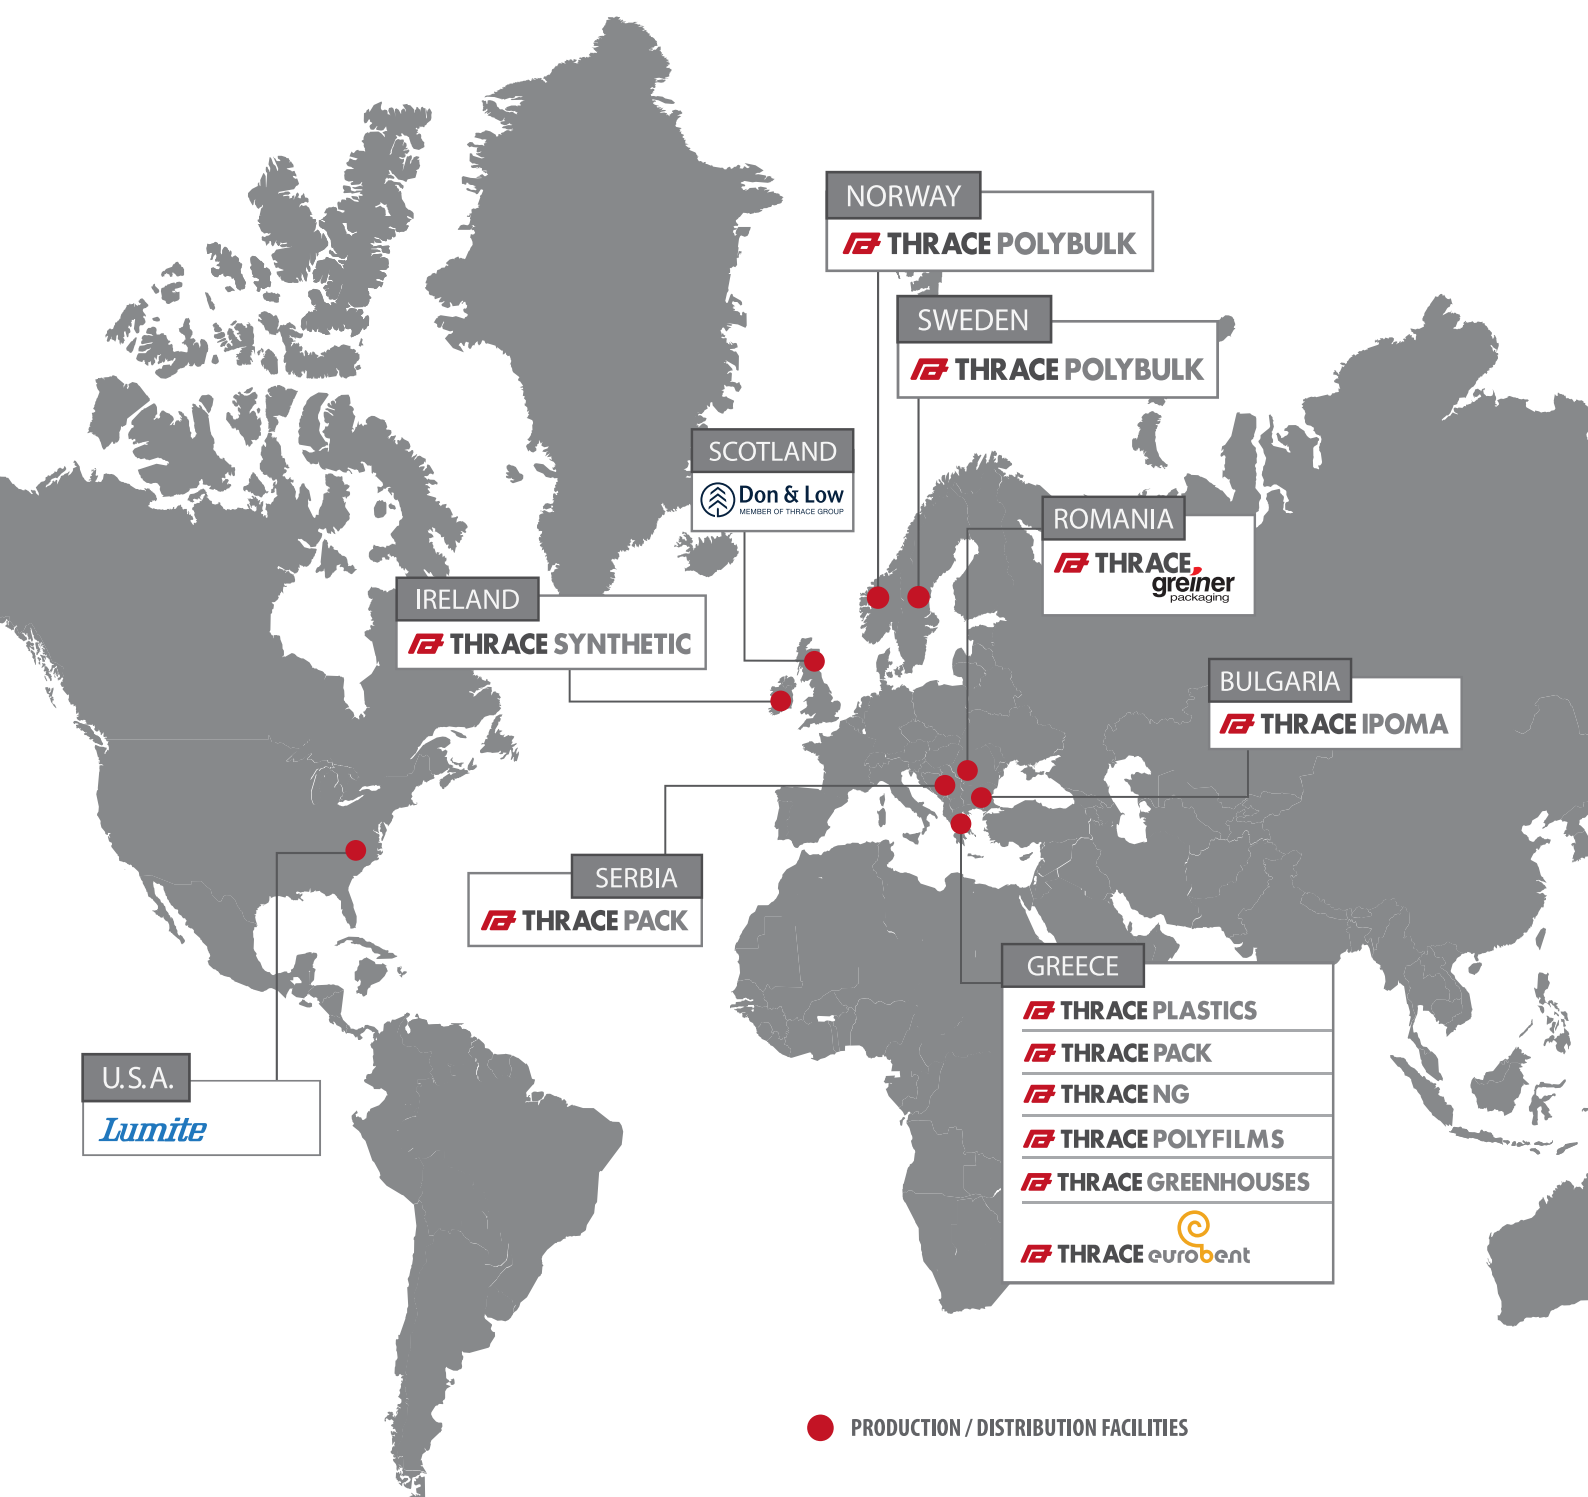 NORWAY
THRACE POLYBULK
SWEDEN
THRACE POLYBULK
SCOTLAND
Don & Low
MEMBER OF THRACE GROUP
ROMANIA
THRACE
greiner
packaging
IRELAND
THRACE SYNTHETIC
BULGARIA
THRACE IPOMA
SERBIA
THRACE PACK
GREECE
THRACE PLASTICS
THRACE PACK
THRACE NG
THRACE POLYFILMS
THRACE GREENHOUSES
THRACE eurobent
U.S.A.
Lumite
PRODUCTION / DISTRIBUTION FACILITIES